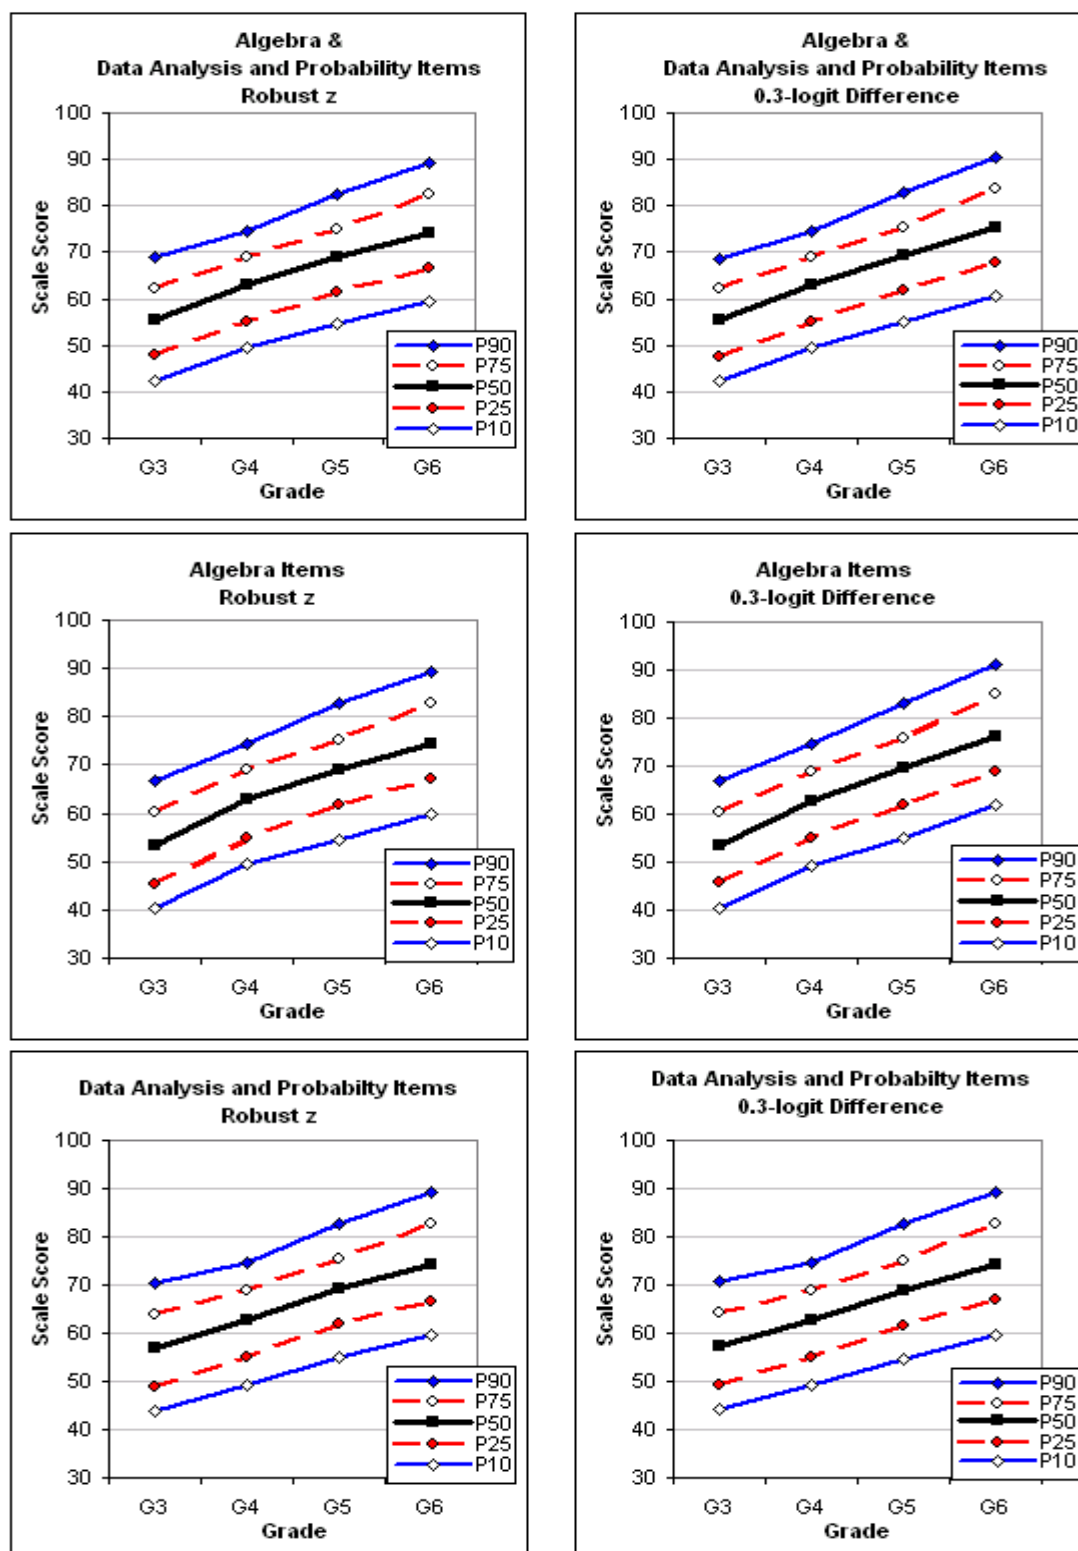 Algebra &
Data Analysis and Probability Items
Robust z
100
90
80
70
60
50
40
30
Scale Score
P90
P75
P50
P25
P10
G3 G4 G5 G6
Grade
Algebra &
Data Analysis and Probability Items
0.3-logit Difference
100
90
80
70
60
50
40
30
Scale Score
P90
P75
P50
P25
P10
G3 G4 G5 G6
Grade
Algebra Items
Robust z
100
90
80
70
60
50
40
30
Scale Score
P90
P75
P50
P25
P10
G3 G4 G5 G6
Grade
Algebra Items
0.3-logit Difference
100
90
80
70
60
50
40
30
Scale Score
P90
P75
P50
P25
P10
G3 G4 G5 G6
Grade
Data Analysis and Probabilty Items
Robust z
100
90
80
70
60
50
40
30
Scale Score
P90
P75
P50
P25
P10
G3 G4 G5 G6
Grade
Data Analysis and Probabilty Items
0.3-logit Difference
100
90
80
70
60
50
40
30
Scale Score
P90
P75
P50
P25
P10
G3 G4 G5 G6
Grade